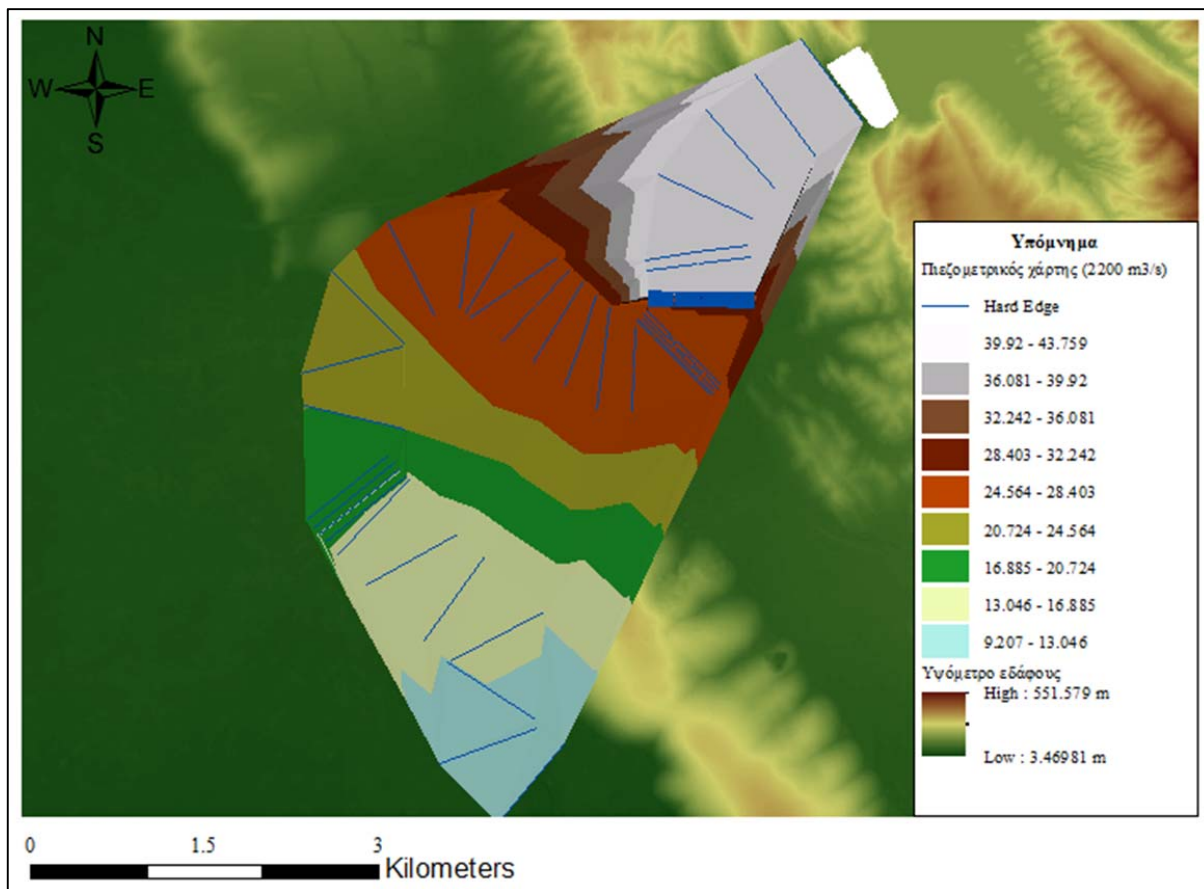 N
W E
S
Υπόμνημα
Πιεζομετρικός χάρτης (2200 m3/s)
Hard Edge
39.92 - 43.759
36.081 - 39.92
32.242 - 36.081
28.403 - 32.242
24.564 - 28.403
20.724 - 24.564
16.885 - 20.724
13.046 - 16.885
9.207 - 13.046
Υψόμετρο εδάφους
High : 551.579 m
Low : 3.46981 m
0 1.5 3
Kilometers